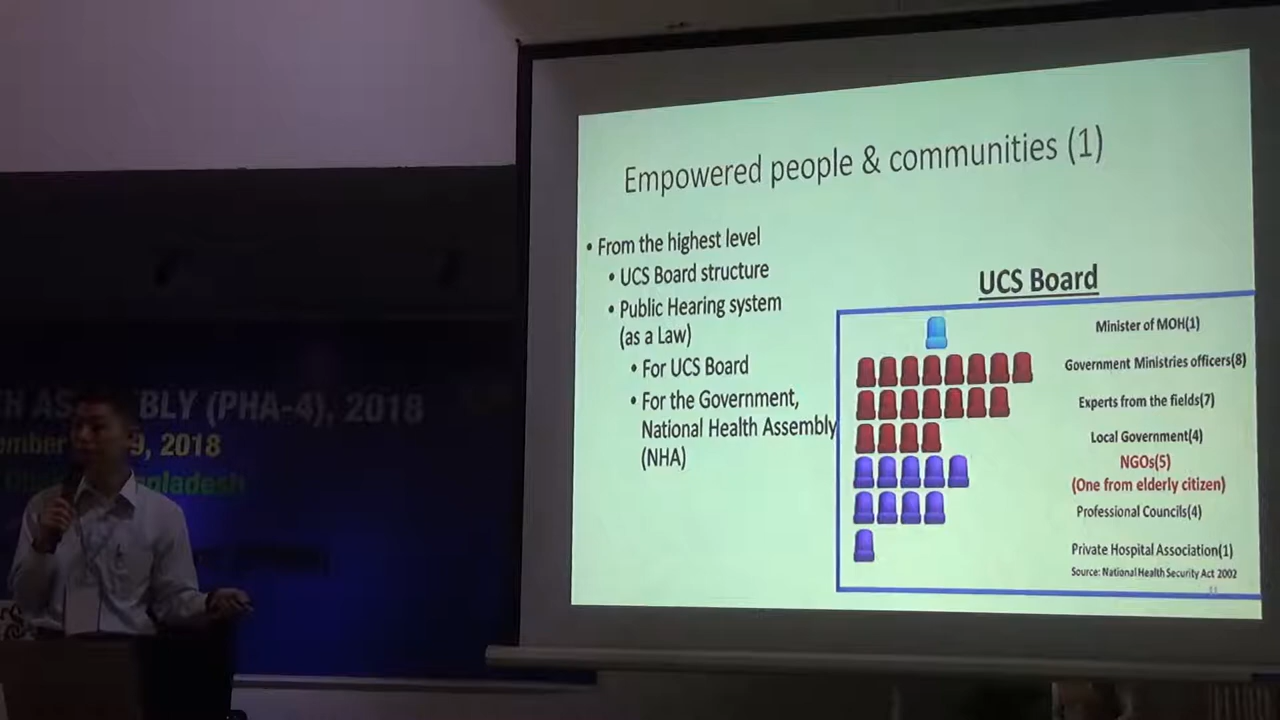 Empowered people & communities (1)
• From the highest level
• UCS Board structure
• Public Hearing system
(as a Law)
• For UCS Board
• For the Government,
National Health Assembly
(NHA)
UCS Board
Minister of MOH(1)
Government Ministries officers(8)
Experts from the fields(7)
Local Government(4)
NGOs(5)
(One from elderly citizen)
Professional Councils(4)
Private Hospital Association(1)
Source: National Health Security Act 2002
11
BLY (PHA-4), 2018
9, 2018